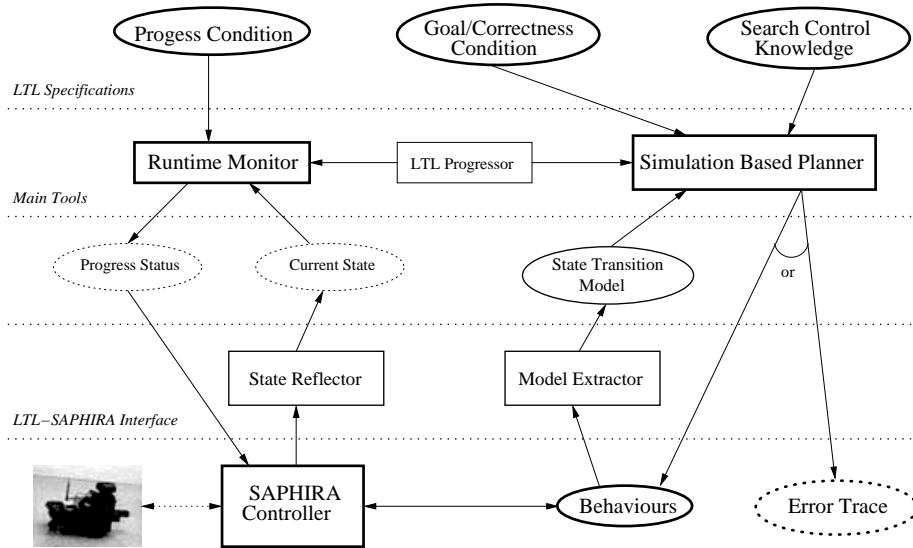 Progess Condition
Goal/Correctness
Condition
Search Control
Knowledge
LTL Specifications
Runtime Monitor
LTL Progressor
Simulation Based Planner
Main Tools
Progress Status
Current State
State Transition
Model
or
State Reflector
Model Extractor
LTL–SAPHIRA Interface
SAPHIRA
Controller
Behaviours
Error Trace